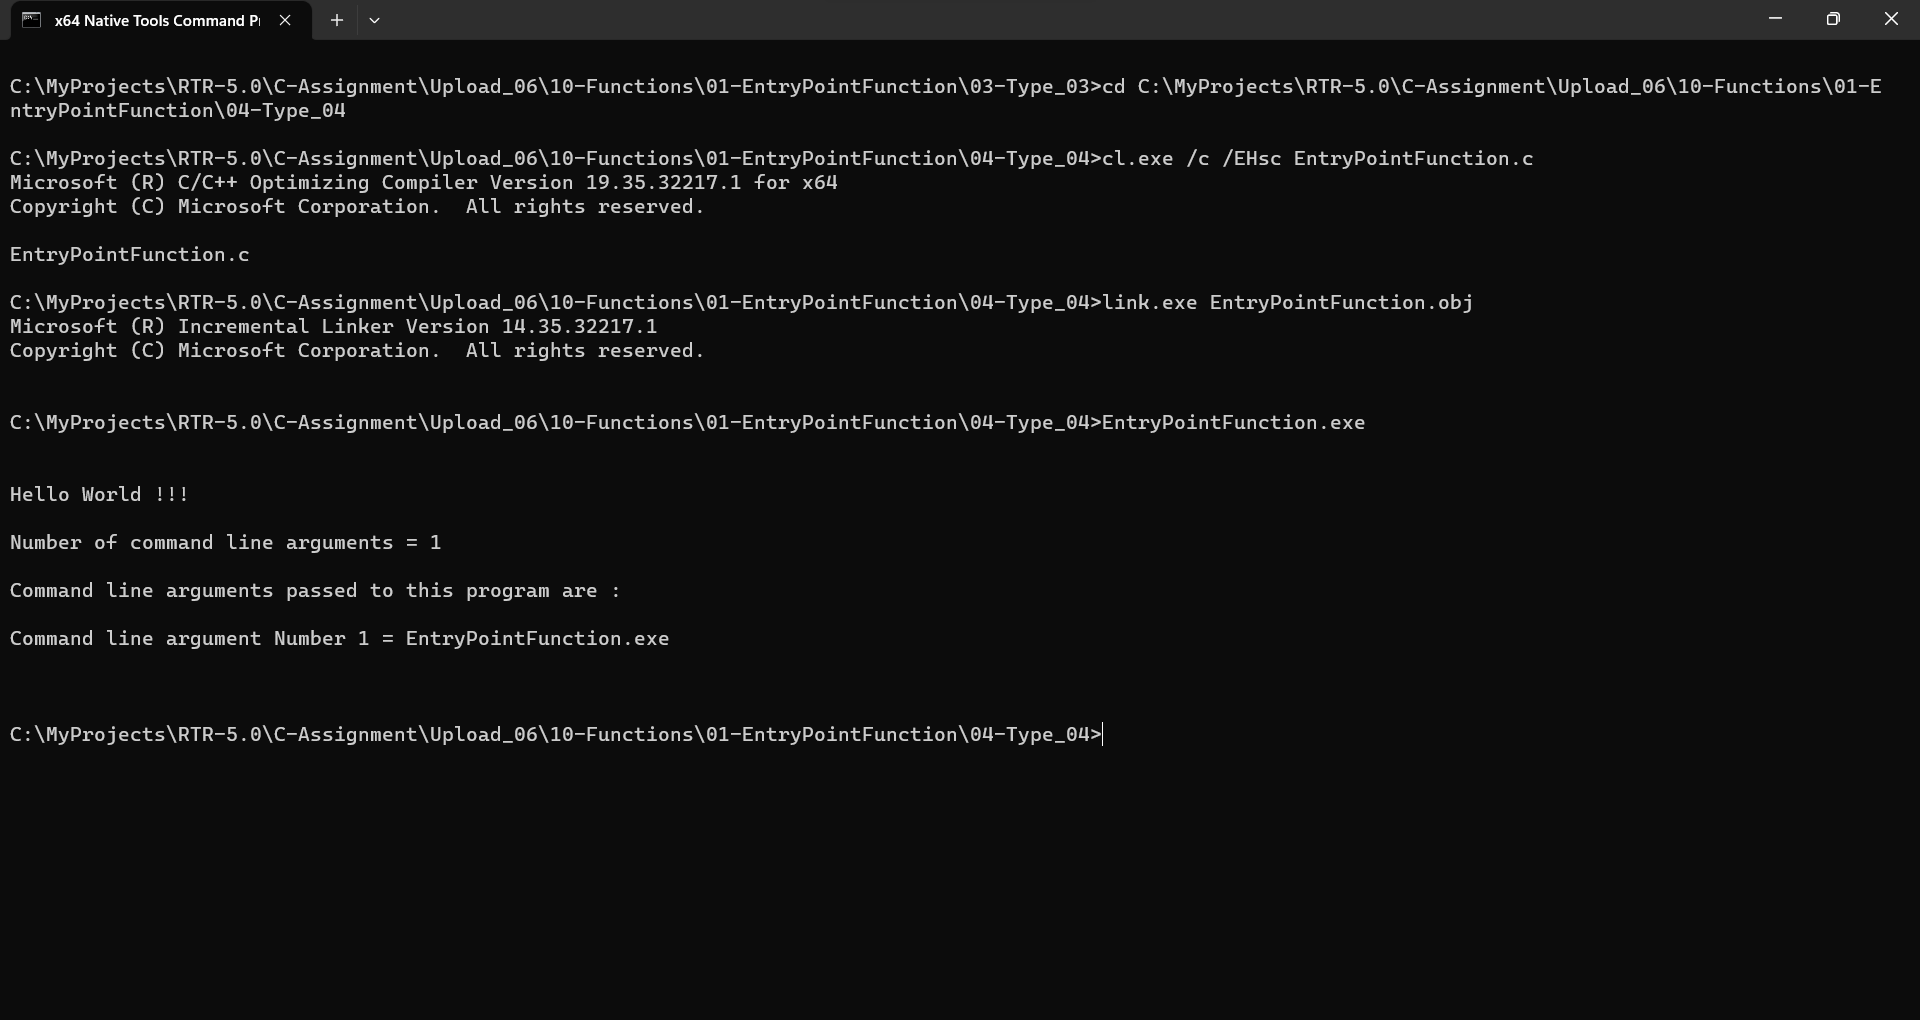 x64 Native Tools Command P
C:\MyProjects\RTR-5.0\C-Assignment\Upload_06\10-Functions\01-EntryPointFunction\03-Type_03>cd C:\MyProjects\RTR-5.0\C-Assignment\Upload_06\10-Functions\01-E
ntryPointFunction\04-Type_04
C:\MyProjects\RTR-5.0\C-Assignment\Upload_06\10-Functions\01-EntryPointFunction\04-Type_04>cl.exe /c /EHsc EntryPointFunction.c
Microsoft (R) C/C++ Optimizing Compiler Version 19.35.32217.1 for x64
Copyright (C) Microsoft Corporation.  All rights reserved.
EntryPointFunction.c
C:\MyProjects\RTR-5.0\C-Assignment\Upload_06\10-Functions\01-EntryPointFunction\04-Type_04>link.exe EntryPointFunction.obj
Microsoft (R) Incremental Linker Version 14.35.32217.1
Copyright (C) Microsoft Corporation.  All rights reserved.
C:\MyProjects\RTR-5.0\C-Assignment\Upload_06\10-Functions\01-EntryPointFunction\04-Type_04>EntryPointFunction.exe
Hello World !!!
Number of command line arguments = 1
Command line arguments passed to this program are :
Command line argument Number 1 = EntryPointFunction.exe
C:\MyProjects\RTR-5.0\C-Assignment\Upload_06\10-Functions\01-EntryPointFunction\04-Type_04>